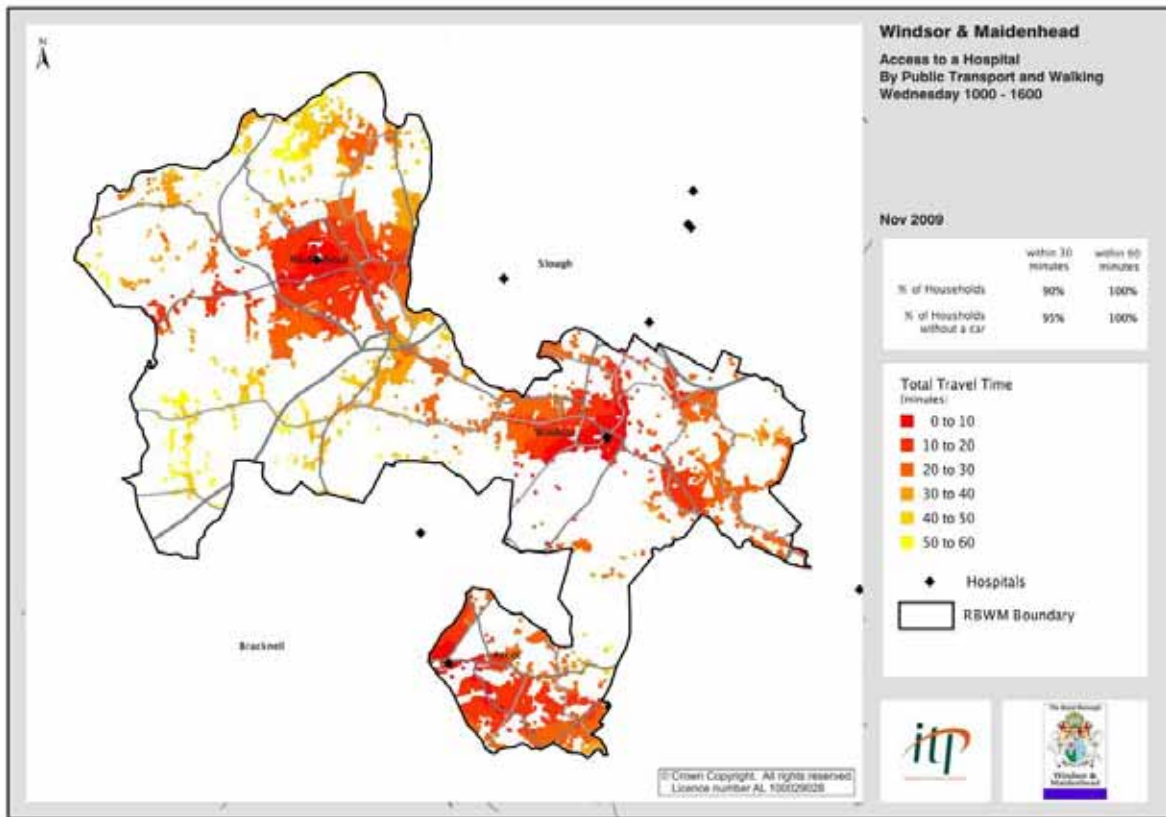 N
Windsor & Maidenhead
Access to a Hospital
By Public Transport and Walking
Wednesday 1000 - 1600
Nov 2009
within 30 within 60
minutes minutes
% of Households 90% 100%
% of Housholds 95% 100%
without a car
Total Travel Time
(minutes)
0 to 10
10 to 20
20 to 30
30 to 40
40 to 50
50 to 60
Hospitals
RBWM Boundary
Maidenhead
Slough
Windsor
Bracknell
Ascot
© Crown Copyright. All rights reserved.
Licence number AL 100029028
itp
The Royal Borough
Windsor &
Maidenhead